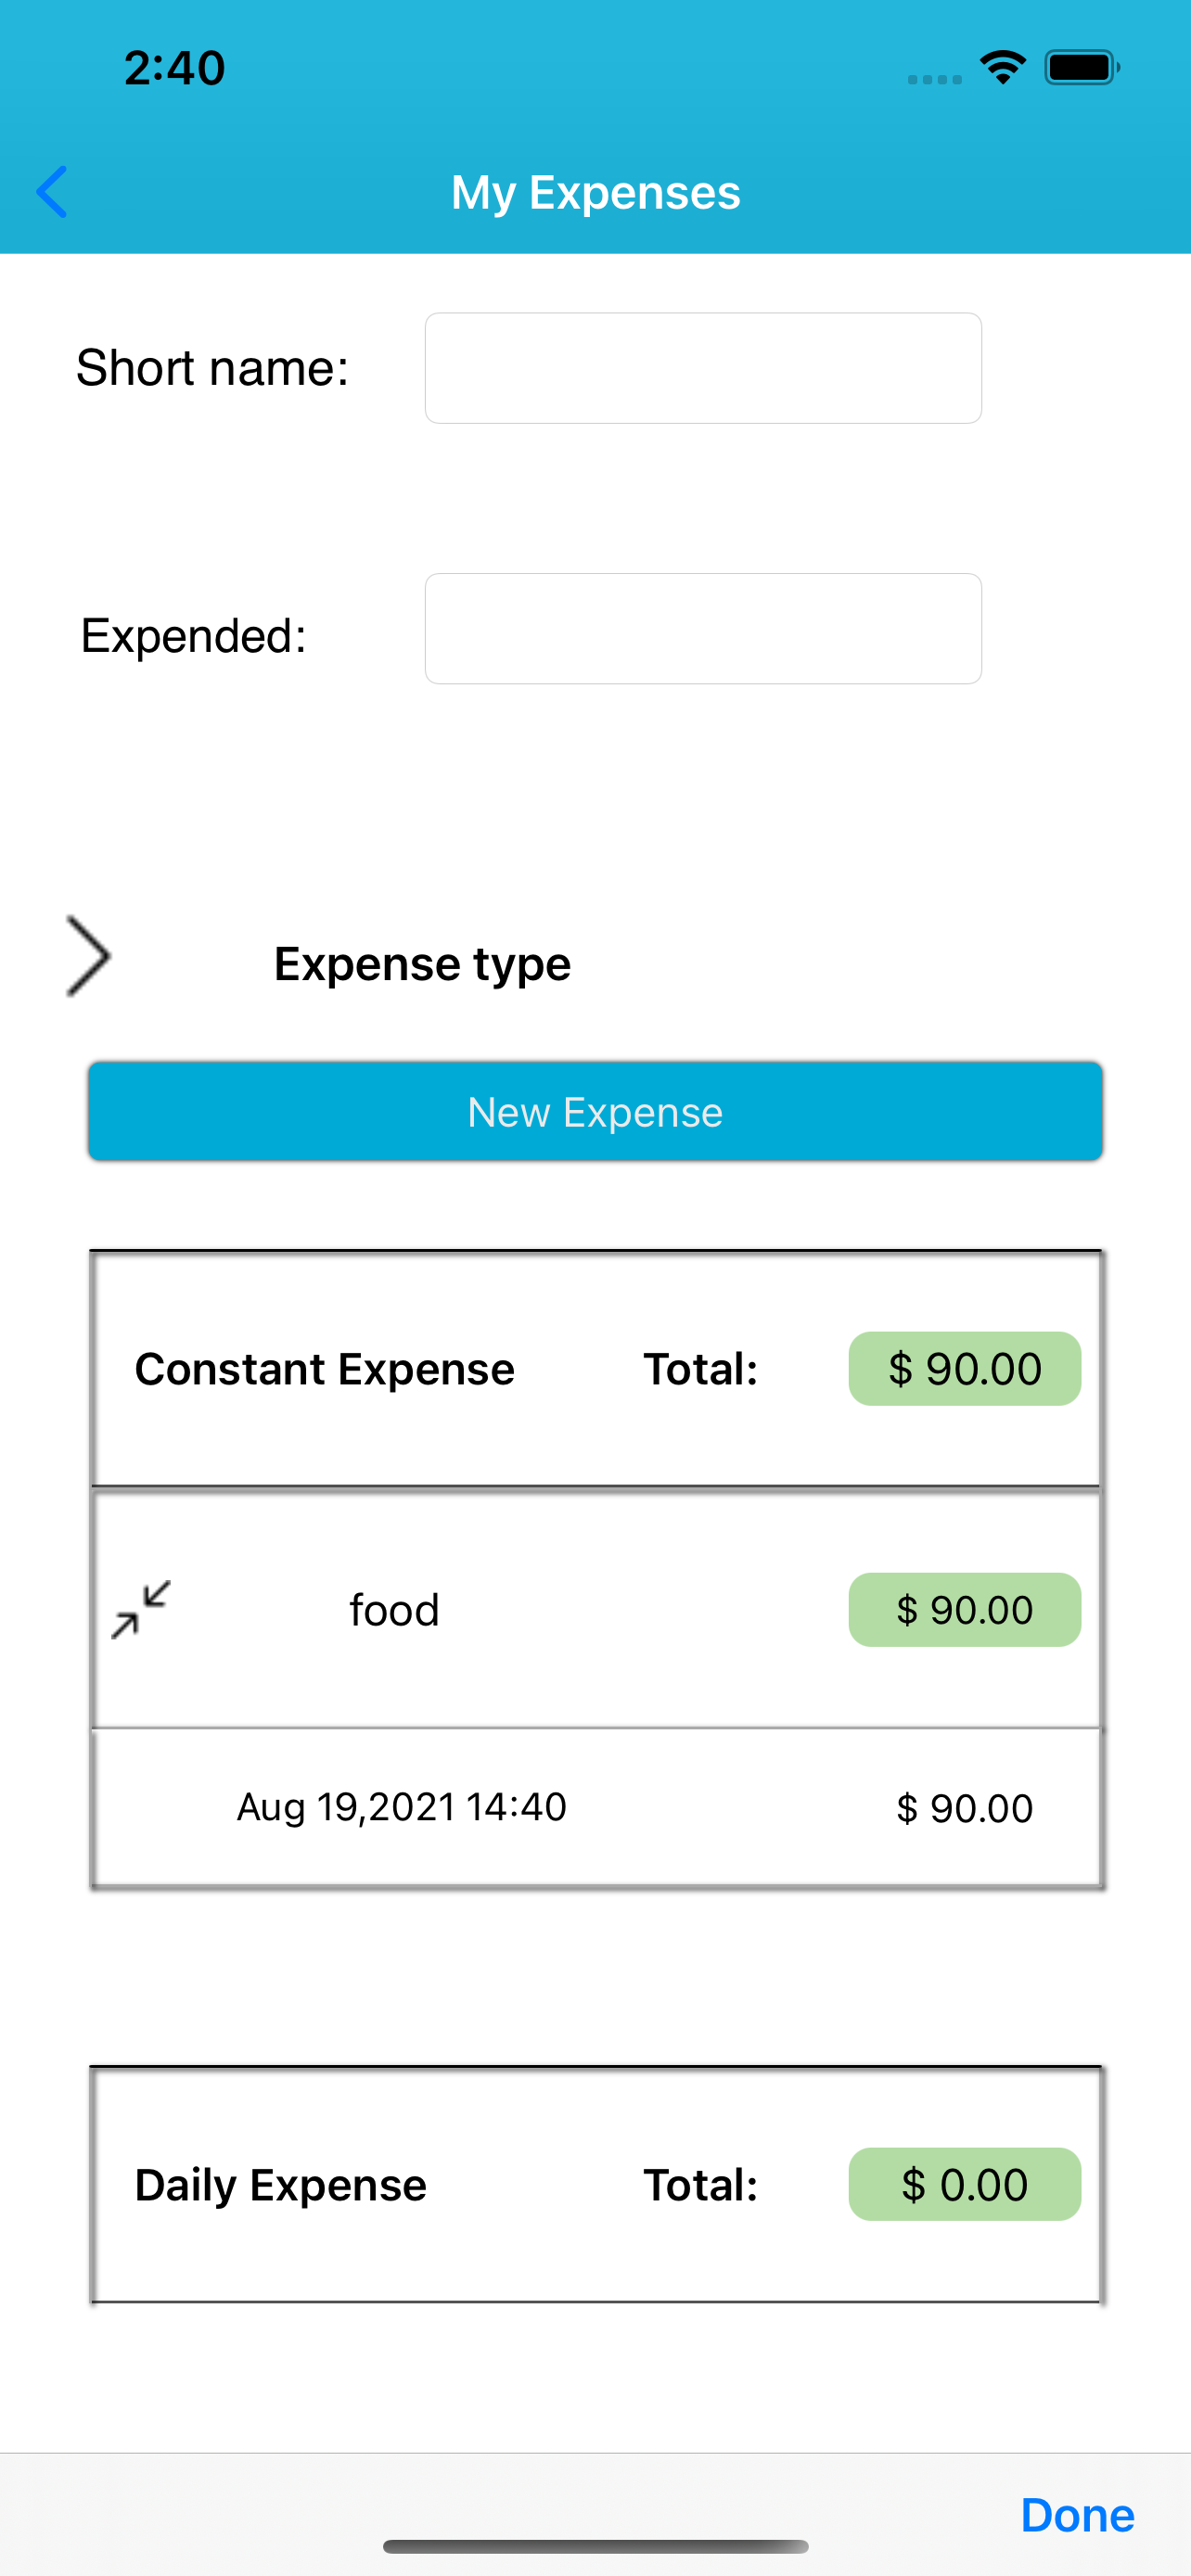 2:40
My Expenses
Short name:
Expended:
Expense type
New Expense
Constant Expense Total: $ 90.00
food $ 90.00
Aug 19,2021 14:40 $ 90.00
Daily Expense Total: $ 0.00
Done